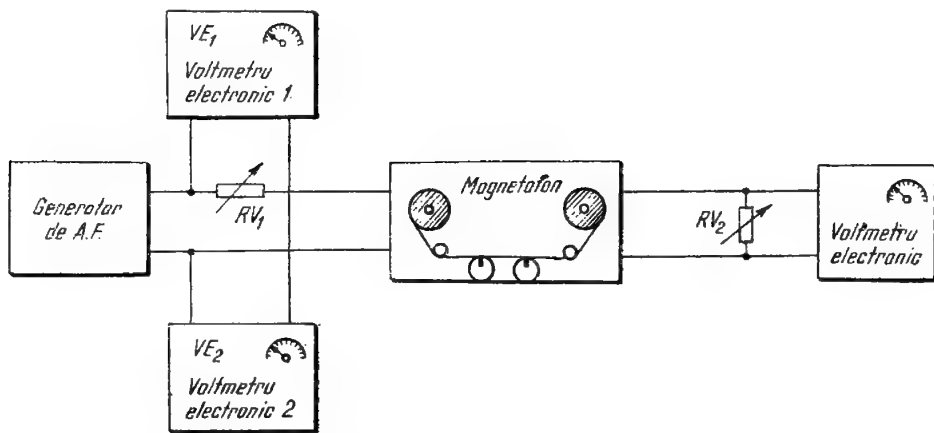 VE1
Voltmetru
electronic 1
Generator
de A.F.
RV1
Magnetofon
RV2
Voltmetru
electronic
VE2
Voltmetru
electronic 2